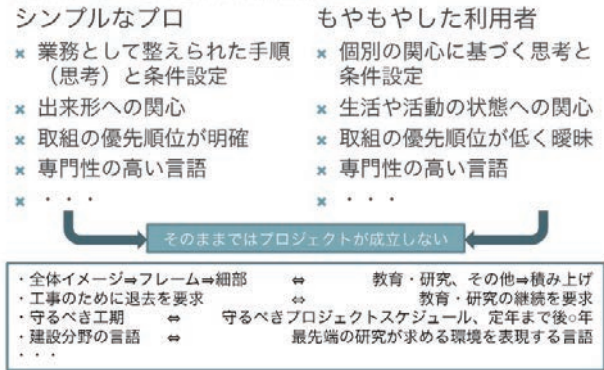 シンプルなプロ
× 業務として整えられた手順
（思考）と条件設定
× 出来形への関心
× 取組の優先順位が明確
× 専門性の高い言語
× ・・・
もやもやした利用者
× 個別の関心に基づく思考と
条件設定
× 生活や活動の状態への関心
× 取組の優先順位が低く曖昧
× 専門性の高い言語
× ・・・
そのままではプロジェクトが成立しない
・全体イメージ⇒フレーム⇒細部 ⇔ 教育・研究、その他⇒積み上げ
・工事のために退去を要求 ⇔ 教育・研究の継続を要求
・守るべき工期 ⇔ 守るべきプロジェクトスケジュール、定年まで後○年
・建設分野の言語 ⇔ 最先端の研究が求める環境を表現する言語
・・・